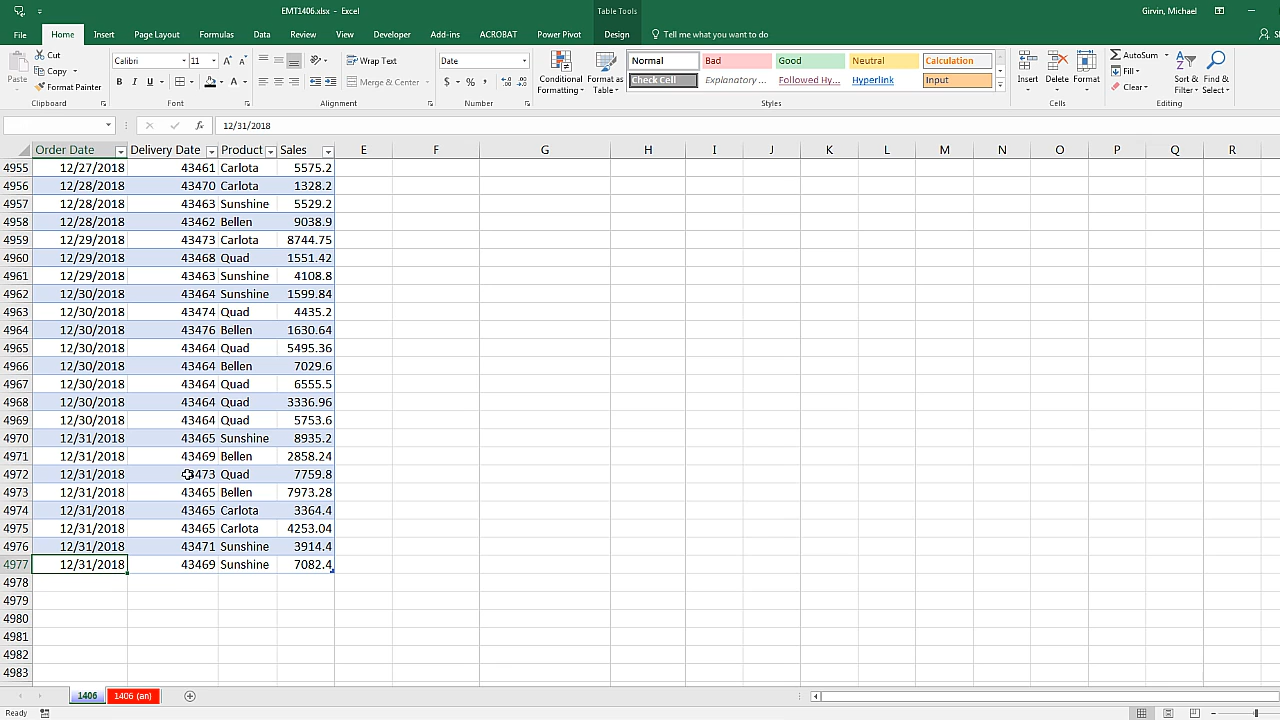 EMT1406.xlsx - Excel
Table Tools
Girvin, Michael
File Home Insert Page Layout Formulas Data Review View Developer Add-ins ACROBAT Power Pivot Design Tell me what you want to do
Paste
Cut
Copy
Format Painter
Clipboard
Calibri 11
B I U
Font
Wrap Text
Merge & Center
Alignment
Date
$ % ,
Number
Conditional Formatting
Format as Table
Normal Bad Good Neutral Calculation
Check Cell Explanatory ... Followed Hy... Hyperlink Input
Styles
Insert Delete Format
Cells
AutoSum
Fill
Clear
Sort & Filter
Find & Select
Editing
fx 12/31/2018
Order Date Delivery Date Product Sales E F G H I J K L M N O P Q R
4955 12/27/2018 43461 Carlota 5575.2
4956 12/28/2018 43470 Carlota 1328.2
4957 12/28/2018 43463 Sunshine 5529.2
4958 12/28/2018 43462 Bellen 9038.9
4959 12/29/2018 43473 Carlota 8744.75
4960 12/29/2018 43468 Quad 1551.42
4961 12/29/2018 43463 Sunshine 4108.8
4962 12/30/2018 43464 Sunshine 1599.84
4963 12/30/2018 43474 Quad 4435.2
4964 12/30/2018 43476 Bellen 1630.64
4965 12/30/2018 43464 Quad 5495.36
4966 12/30/2018 43464 Bellen 7029.6
4967 12/30/2018 43464 Quad 6555.5
4968 12/30/2018 43464 Quad 3336.96
4969 12/30/2018 43464 Quad 5753.6
4970 12/31/2018 43465 Sunshine 8935.2
4971 12/31/2018 43469 Bellen 2858.24
4972 12/31/2018 43473 Quad 7759.8
4973 12/31/2018 43465 Bellen 7973.28
4974 12/31/2018 43465 Carlota 3364.4
4975 12/31/2018 43465 Carlota 4253.04
4976 12/31/2018 43471 Sunshine 3914.4
4977 12/31/2018 43469 Sunshine 7082.4
4978
4979
4980
4981
4982
4983
1406 1406 (an)
Ready